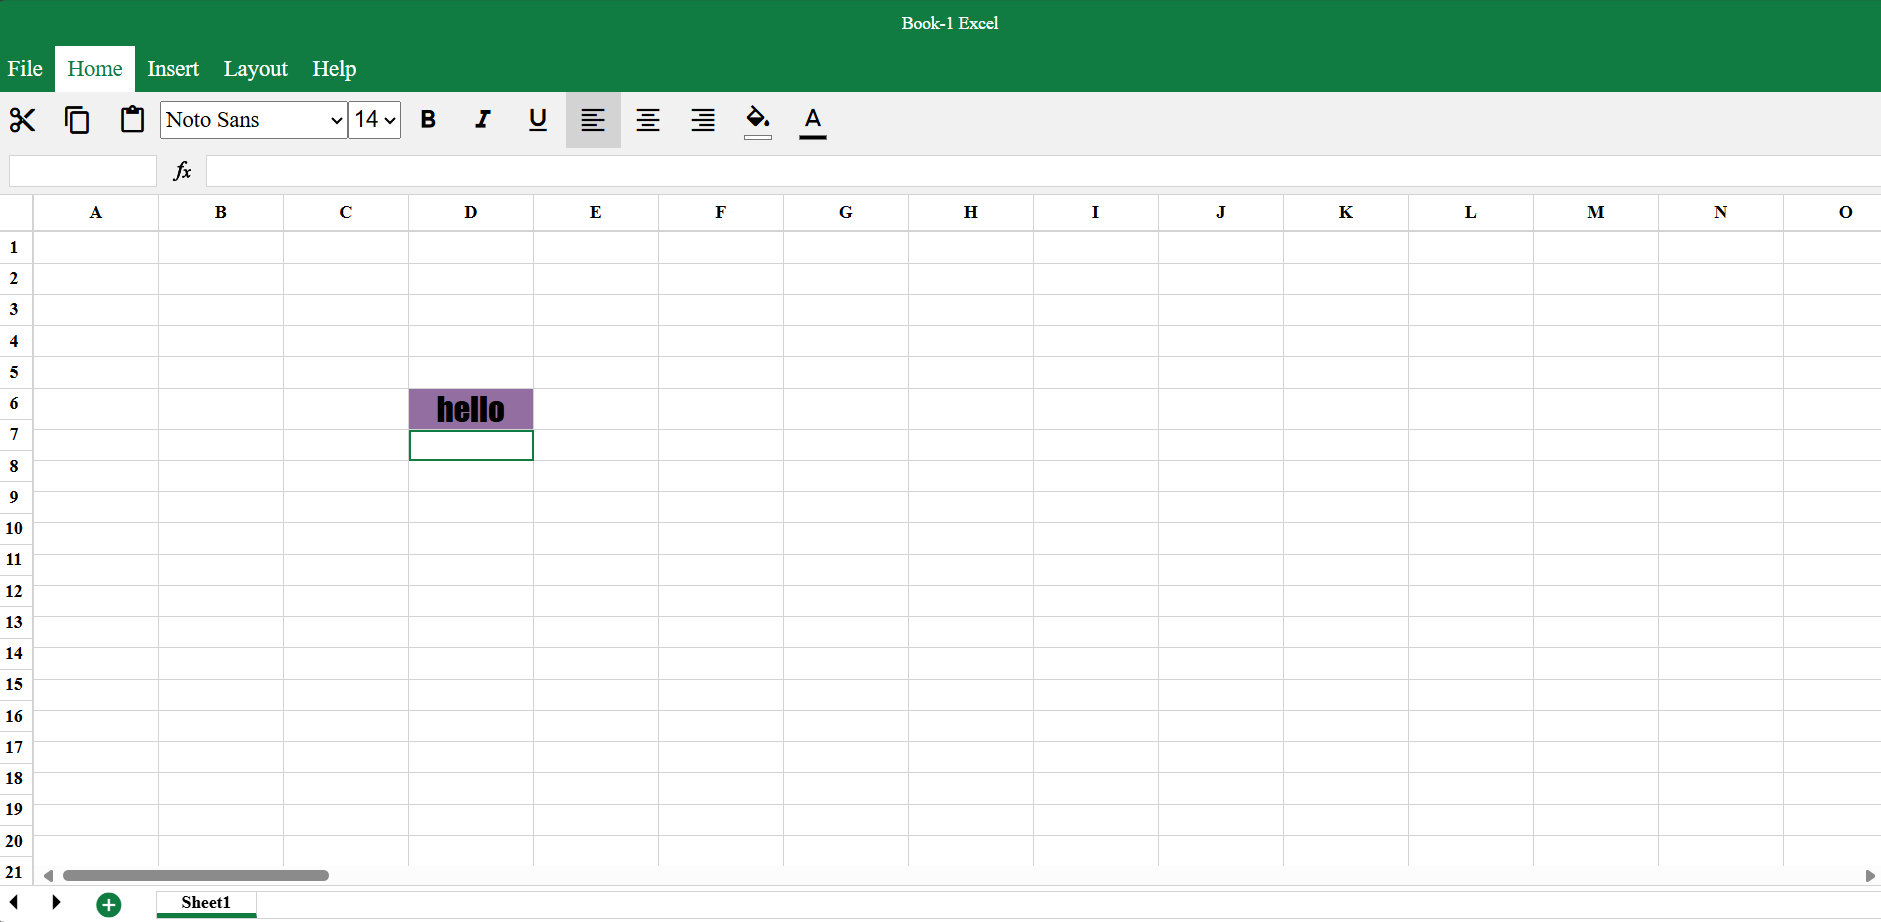 Book-1 Excel
File Home Insert Layout Help
Noto Sans 14 B I U A
fx
A B C D E F G H I J K L M N O
1
2
3
4
5
6 hello
7
8
9
10
11
12
13
14
15
16
17
18
19
20
21
Sheet1